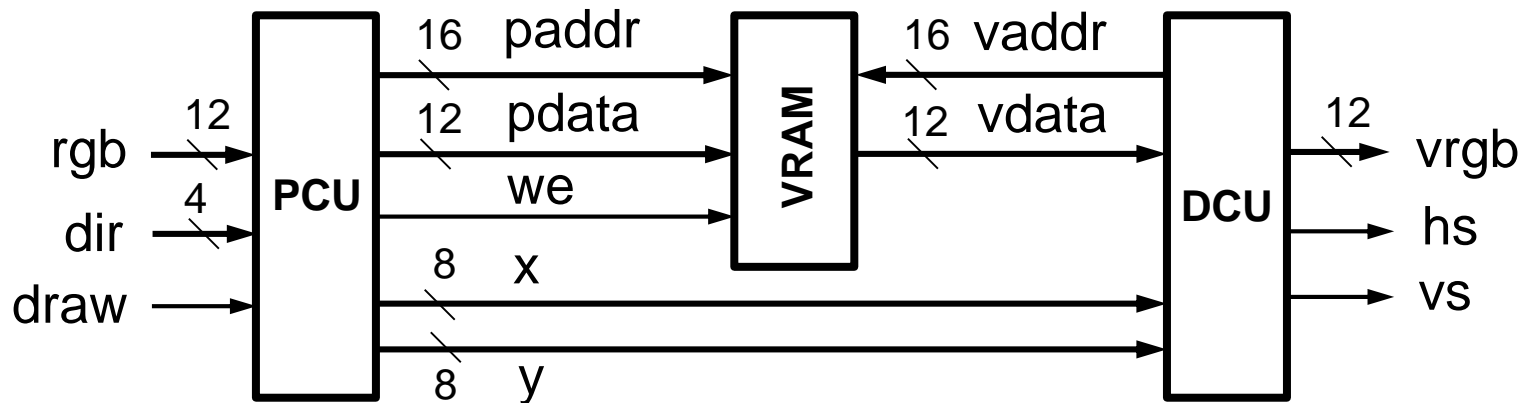 16 paddr
16 vaddr
12 pdata
12 vdata
12 rgb
12 vrgb
we
4 dir
PCU
VRAM
DCU
hs
8 x
draw
vs
8 y